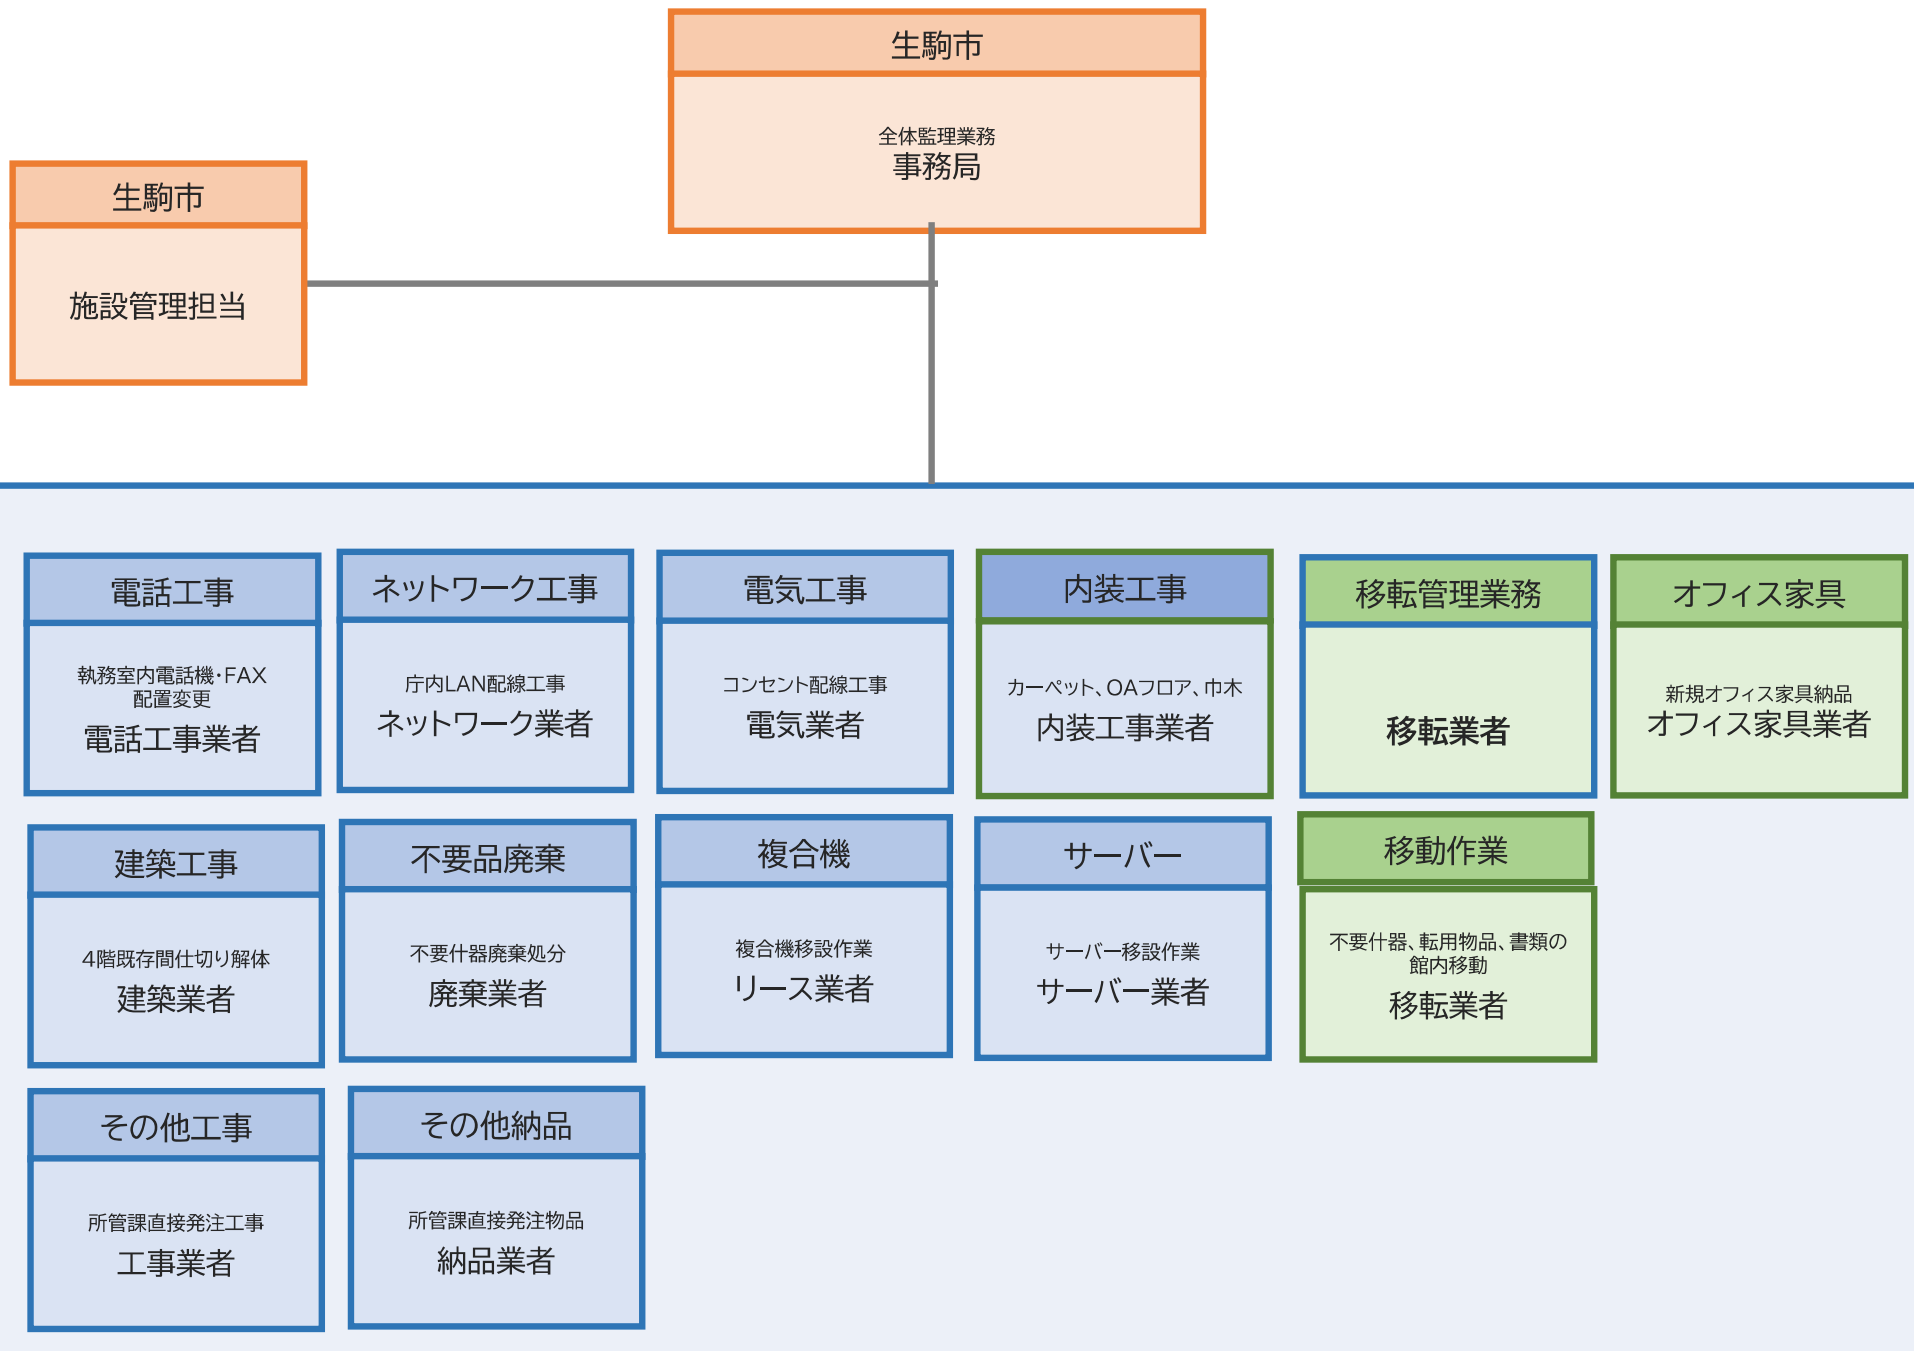 生駒市
全体監理業務
事務局
生駒市
施設管理担当
電話工事
執務室内電話機・FAX
配置変更
電話工事業者
ネットワーク工事
庁内LAN配線工事
ネットワーク業者
電気工事
コンセント配線工事
電気業者
内装工事
カーペット、OAフロア、巾木
内装工事業者
移転管理業務
移転業者
オフィス家具
新規オフィス家具納品
オフィス家具業者
建築工事
4階既存間仕切り解体
建築業者
不要品廃棄
不要什器廃棄処分
廃棄業者
複合機
複合機移設作業
リース業者
サーバー
サーバー移設作業
サーバー業者
移動作業
不要什器、転用物品、書類の
館内移動
移転業者
その他工事
所管課直接発注工事
工事業者
その他納品
所管課直接発注物品
納品業者